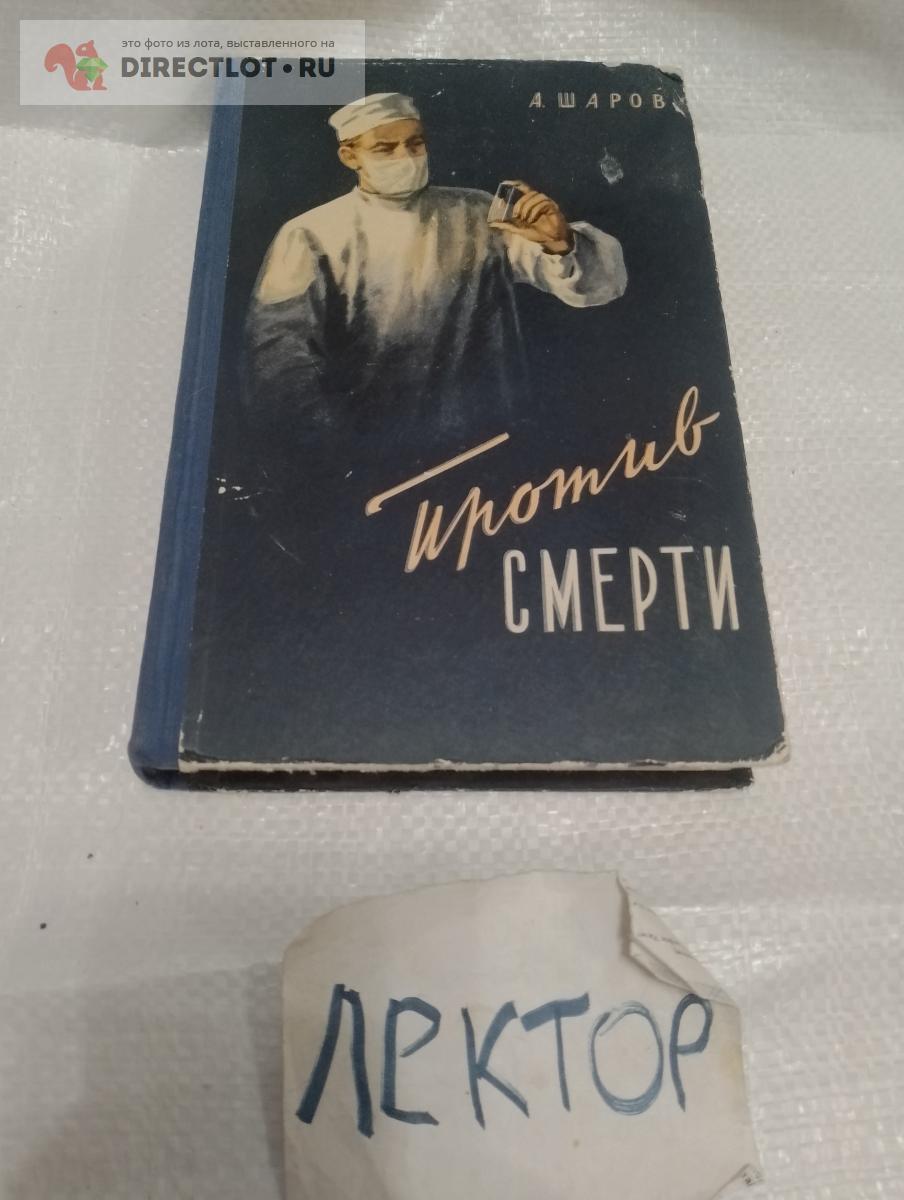 это фото из лота, выставленного на
DIRECTLOT•RU
А. ШАРОВ
Против
СМЕРТИ
ЛЕКТОР